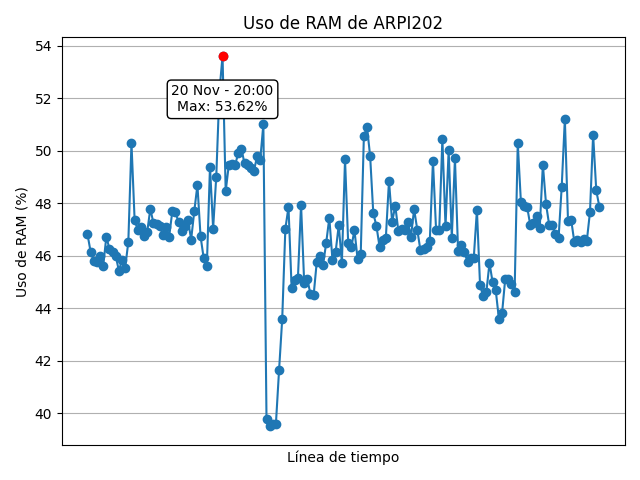 Uso de RAM de ARPI202
54
52
50
48
46
44
42
40
Uso de RAM (%)
20 Nov - 20:00
Max: 53.62%
Línea de tiempo